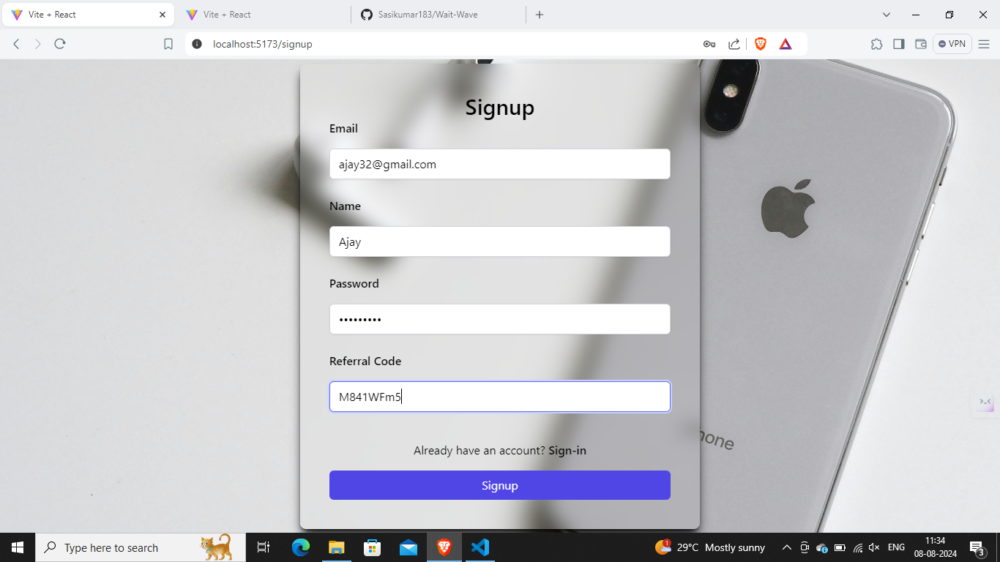 Vite + React
Vite + React
Sasikumar183/Wait-Wave
localhost:5173/signup
VPN
Signup
Email
ajay32@gmail.com
Name
Ajay
Password
•••••••••
Referral Code
M841WFm5
hone
Already have an account? Sign-in
Signup
Type here to search
1
29°C Mostly sunny
ENG
11:34
08-08-2024
3